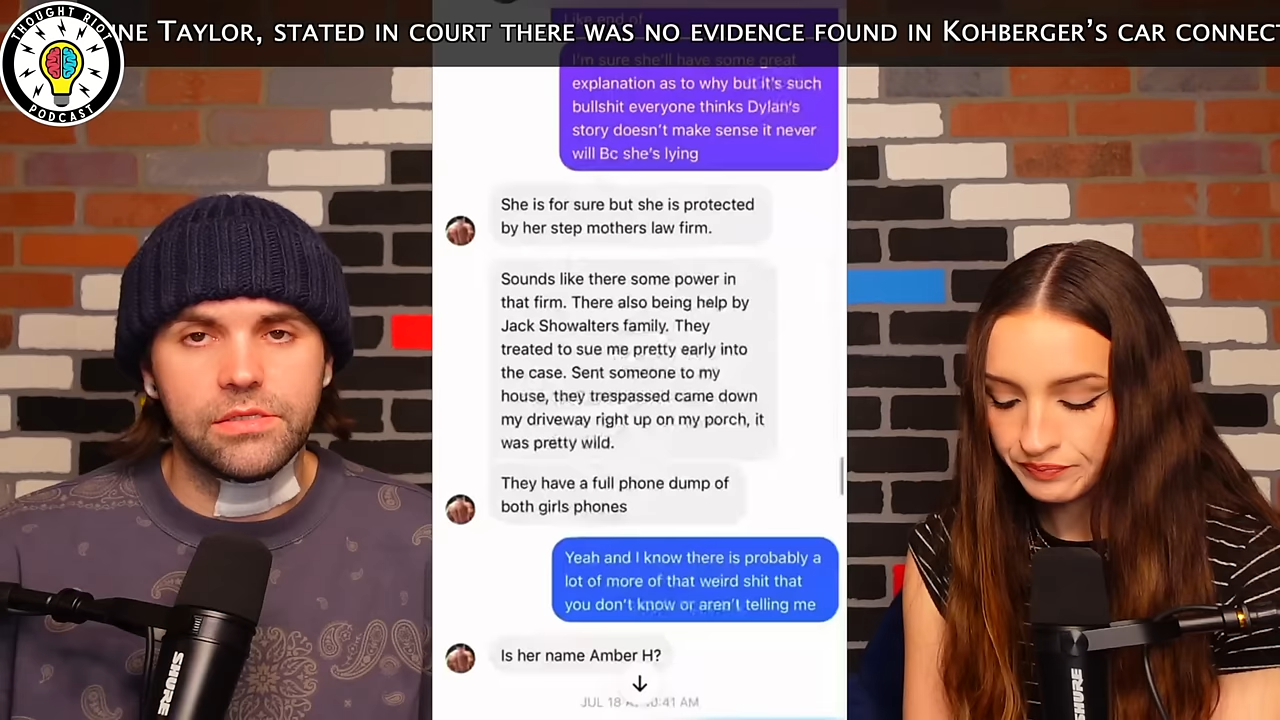 THOUGHT RIOT
PODCAST
INE TAYLOR, STATED IN COURT THERE WAS NO EVIDENCE FOUND IN KOHBERGER'S CAR CONNECT
Like end of
I'm sure she'll have some great
explanation as to why but it's such
bullshit everyone thinks Dylan's
story doesn't make sense it never
will Bc she's lying
She is for sure but she is protected
by her step mothers law firm.
Sounds like there some power in
that firm. There also being help by
Jack Showalters family. They
treated to sue me pretty early into
the case. Sent someone to my
house, they trespassed came down
my driveway right up on my porch, it
was pretty wild.
They have a full phone dump of
both girls phones
Yeah and I know there is probably a
lot of more of that weird shit that
you don't know or aren't telling me
Is her name Amber H?
JUL 18 0:41 AM
SHURE
SHURE